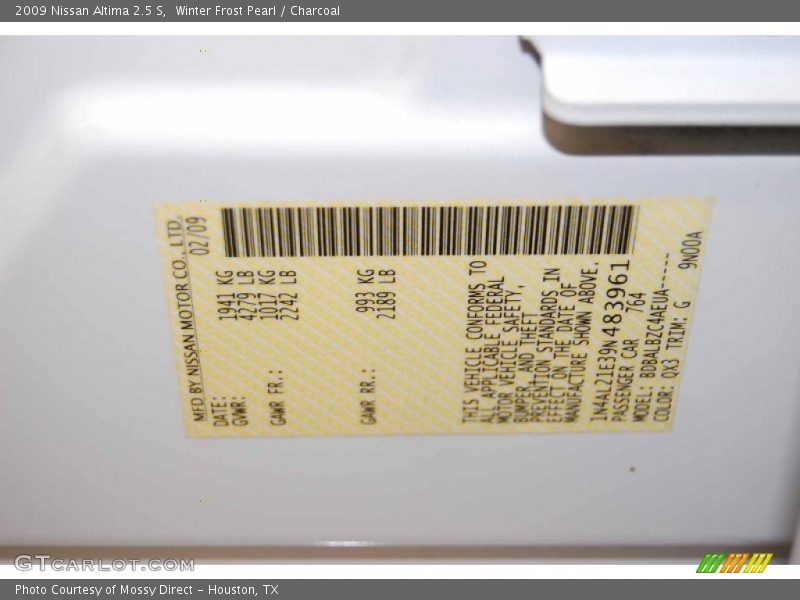 2009 Nissan Altima 2.5 S,  Winter Frost Pearl / Charcoal
MFD BY NISSAN MOTOR CO., LTD.
DATE: 02/09
GVWR: 1941 KG
4279 LB
GAWR FR.: 1017 KG
2242 LB
GAWR RR.: 993 KG
2189 LB
THIS VEHICLE CONFORMS TO
ALL APPLICABLE FEDERAL
MOTOR VEHICLE SAFETY,
BUMPER, AND THEFT
PREVENTION STANDARDS IN
EFFECT ON THE DATE OF
MANUFACTURE SHOWN ABOVE.
1N4AL21E39N483961
PASSENGER CAR 764
MODEL: BDBALBZC4AEUA-----
COLOR: QX3 TRIM: G 9N00A
GTCARLOT.COM
Photo Courtesy of Mossy Direct – Houston, TX